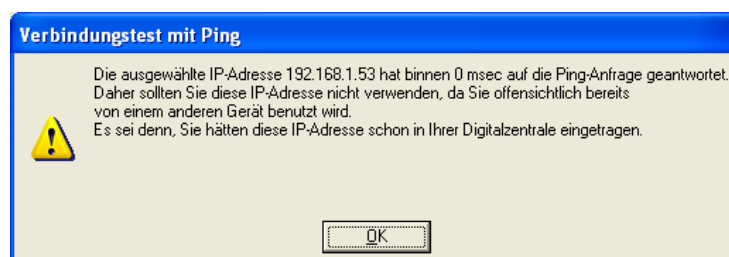 Verbindungstest mit Ping
Die ausgewählte IP-Adresse 192.168.1.53 hat binnen 0 msec auf die Ping-Anfrage geantwortet.
Daher sollten Sie diese IP-Adresse nicht verwenden, da Sie offensichtlich bereits
von einem anderen Gerät benutzt wird.
Es sei denn, Sie hätten diese IP-Adresse schon in Ihrer Digitalzentrale eingetragen.
OK